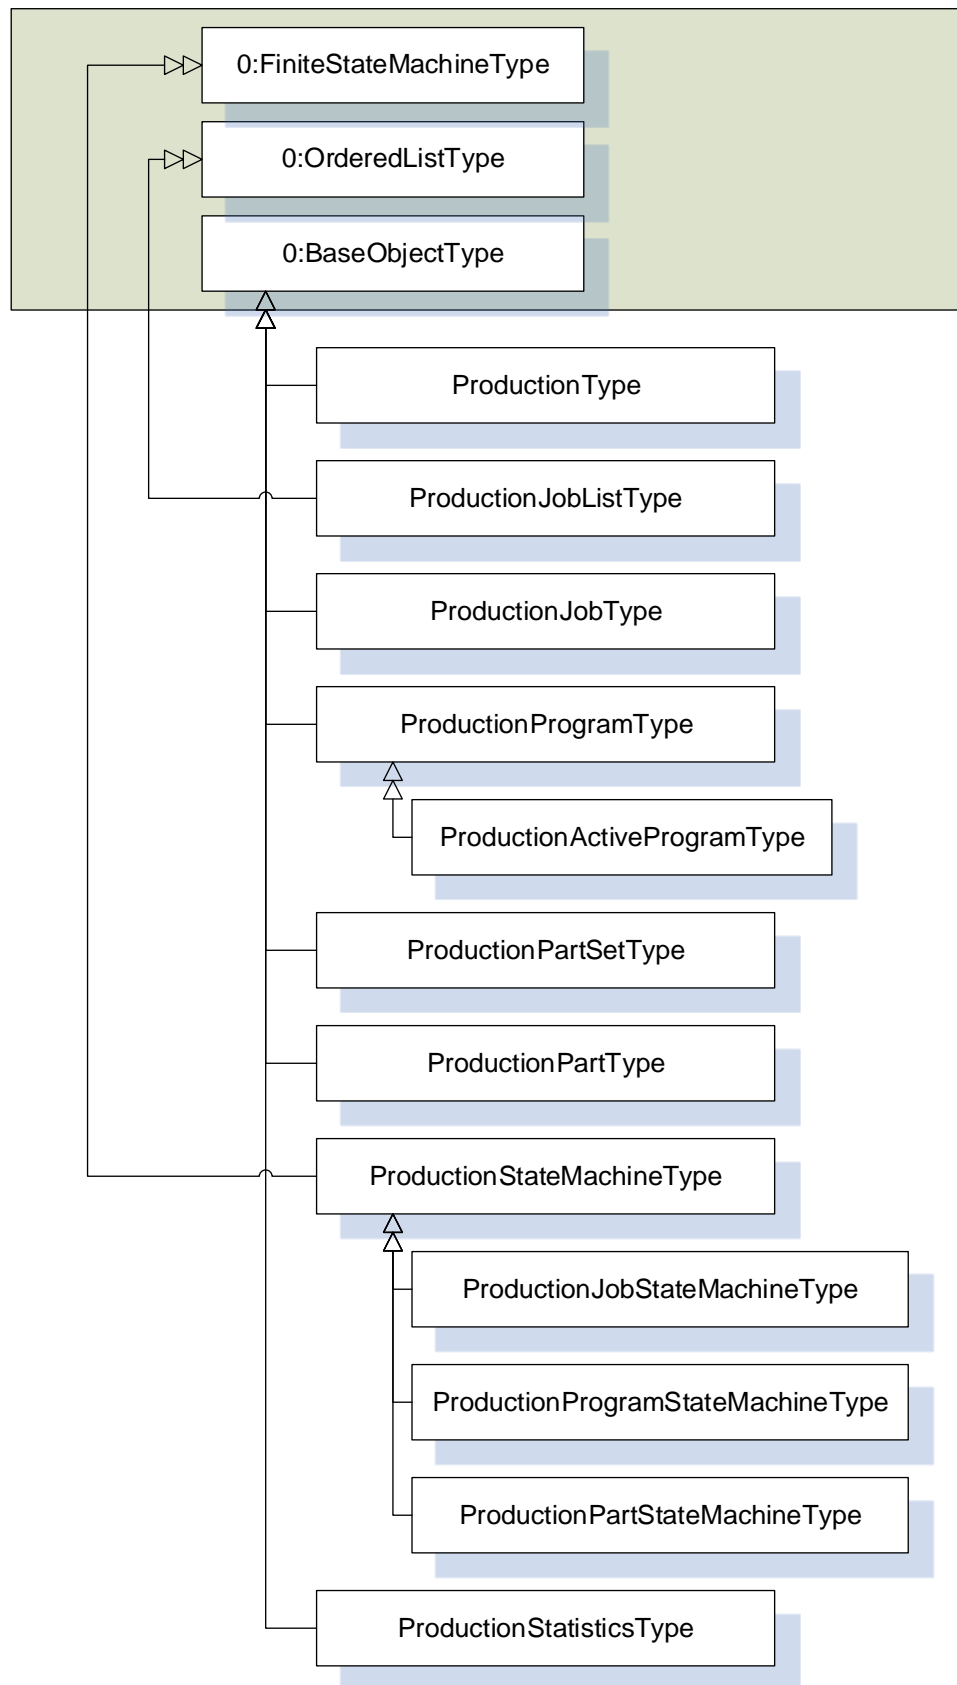 0:FiniteStateMachineType
0:OrderedListType
0:BaseObjectType
ProductionType
ProductionJobListType
ProductionJobType
ProductionProgramType
ProductionActiveProgramType
ProductionPartSetType
ProductionPartType
ProductionStateMachineType
ProductionJobStateMachineType
ProductionProgramStateMachineType
ProductionPartStateMachineType
ProductionStatisticsType